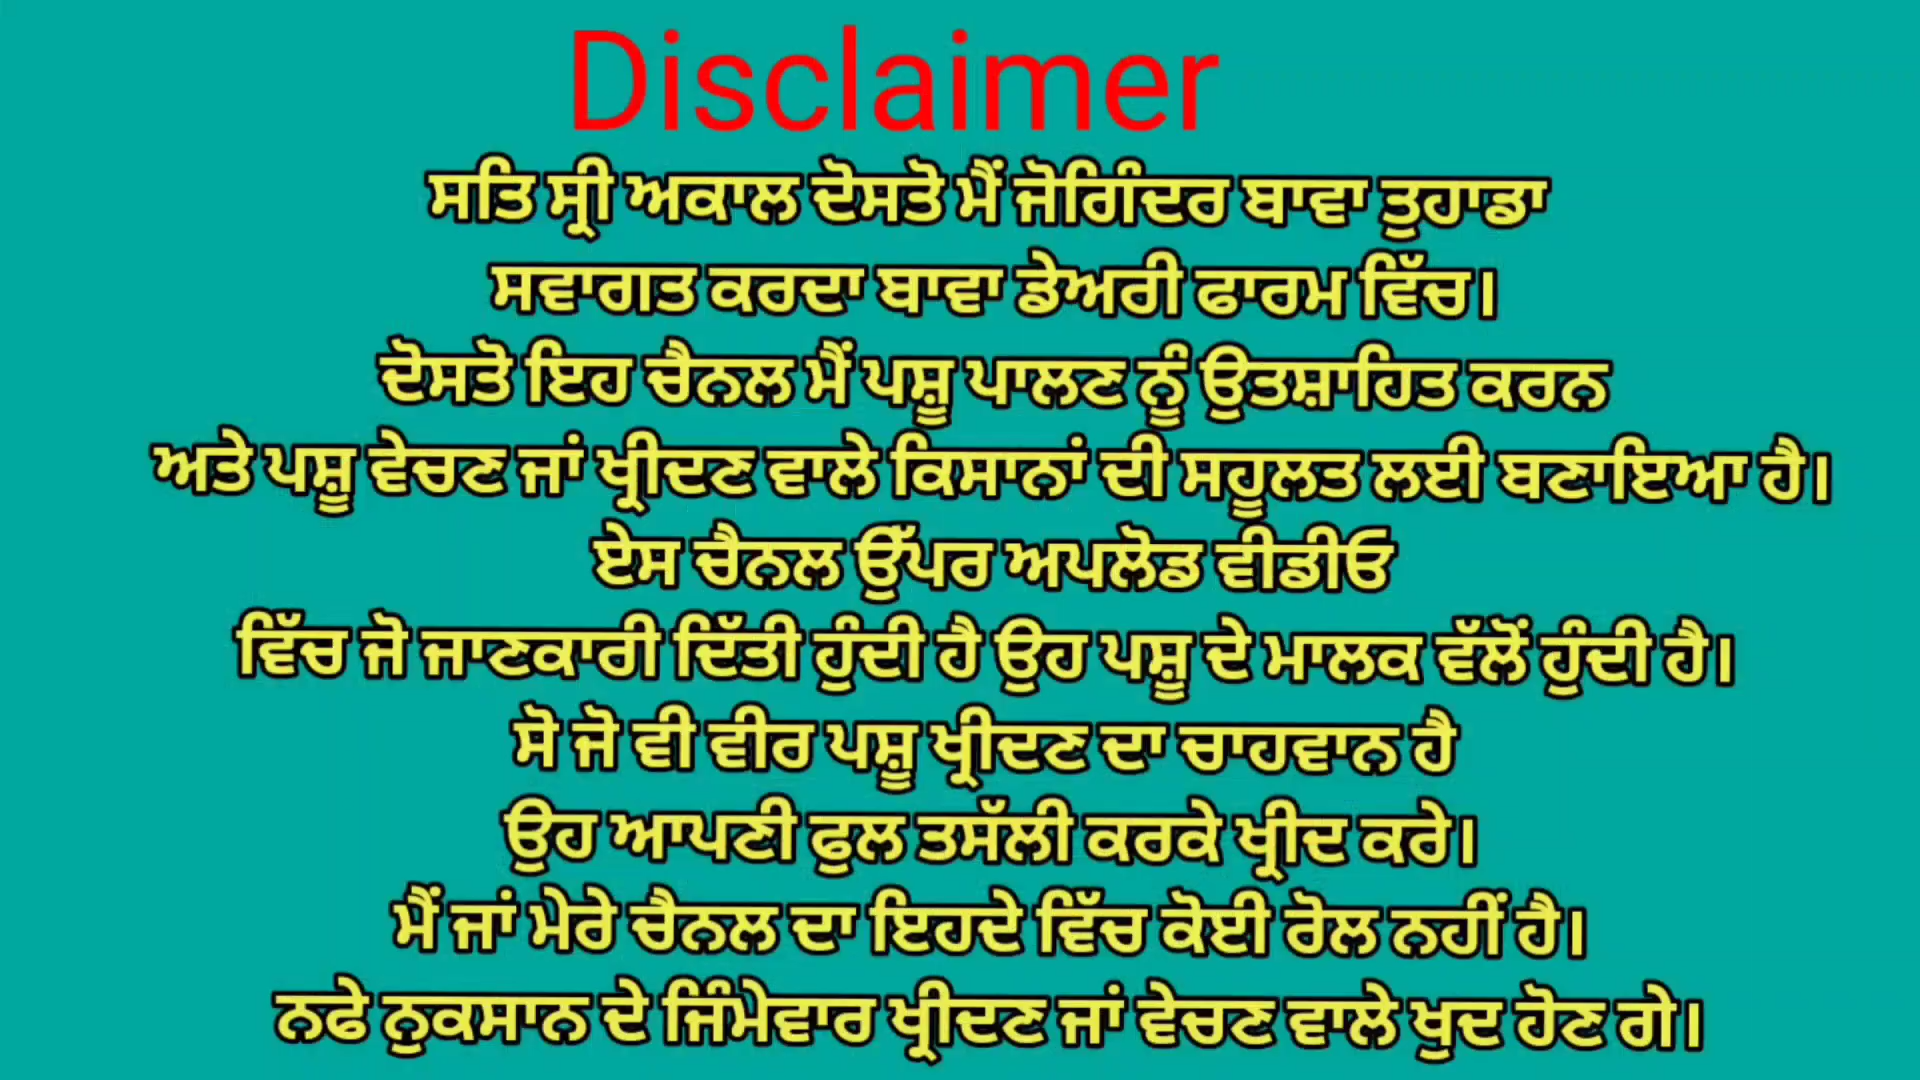 Disclaimer
ਸਤਿ ਸ੍ਰੀ ਅਕਾਲ ਦੋਸਤੋ ਮੈਂ ਜੋਗਿੰਦਰ ਬਾਵਾ ਤੁਹਾਡਾ
ਸਵਾਗਤ ਕਰਦਾ ਬਾਵਾ ਡੇਅਰੀ ਫਾਰਮ ਵਿੱਚ।
ਦੋਸਤੋ ਇਹ ਚੈਨਲ ਮੈਂ ਪਸ਼ੂ ਪਾਲਣ ਨੂੰ ਉਤਸ਼ਾਹਿਤ ਕਰਨ
ਅਤੇ ਪਸ਼ੂ ਵੇਚਣ ਜਾਂ ਖ੍ਰੀਦਣ ਵਾਲੇ ਕਿਸਾਨਾਂ ਦੀ ਸਹੂਲਤ ਲਈ ਬਣਾਇਆ ਹੈ।
ਏਸ ਚੈਨਲ ਉੱਪਰ ਅਪਲੋਡ ਵੀਡੀਓ
ਵਿੱਚ ਜੋ ਜਾਣਕਾਰੀ ਦਿੱਤੀ ਹੁੰਦੀ ਹੈ ਉਹ ਪਸ਼ੂ ਦੇ ਮਾਲਕ ਵੱਲੋਂ ਹੁੰਦੀ ਹੈ।
ਸੋ ਜੋ ਵੀ ਵੀਰ ਪਸ਼ੂ ਖ੍ਰੀਦਣ ਦਾ ਚਾਹਵਾਨ ਹੈ
ਉਹ ਆਪਣੀ ਫੁਲ ਤਸੱਲੀ ਕਰਕੇ ਖ੍ਰੀਦ ਕਰੇ।
ਮੈਂ ਜਾਂ ਮੇਰੇ ਚੈਨਲ ਦਾ ਇਹਦੇ ਵਿੱਚ ਕੋਈ ਰੋਲ ਨਹੀਂ ਹੈ।
ਨਫੇ ਨੁਕਸਾਨ ਦੇ ਜਿੰਮੇਵਾਰ ਖ੍ਰੀਦਣ ਜਾਂ ਵੇਚਣ ਵਾਲੇ ਖੁਦ ਹੋਣ ਗੇ।